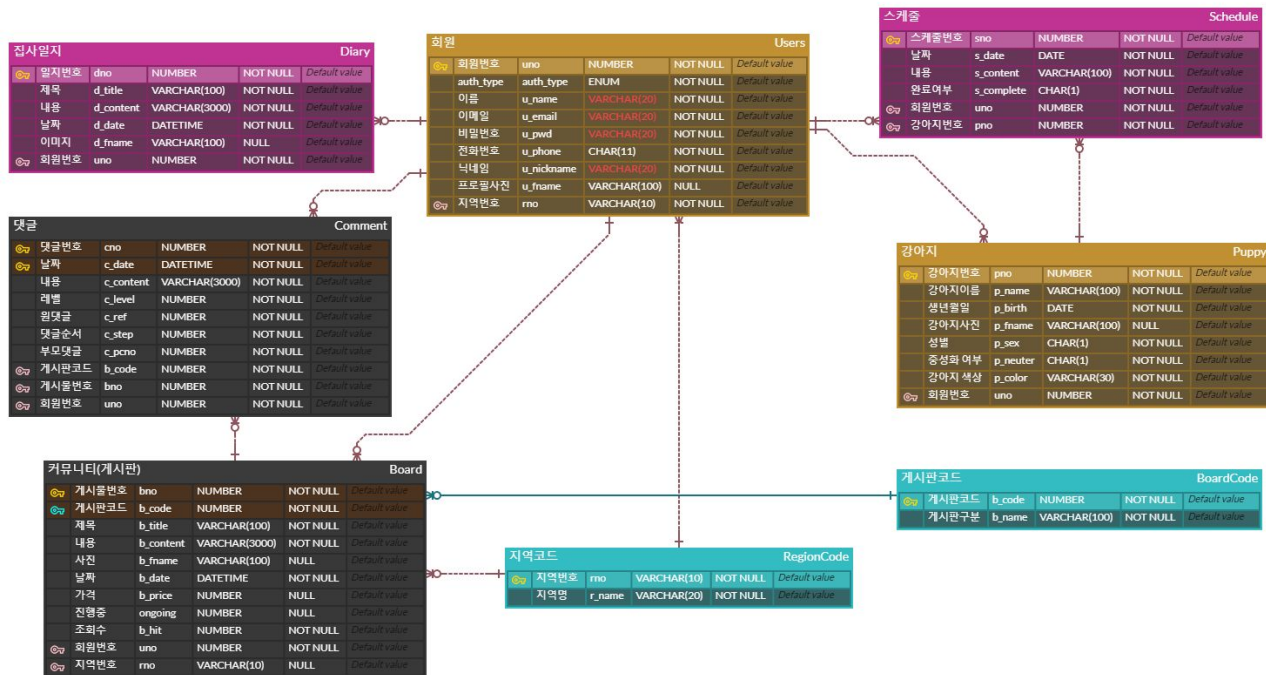 집사일지 Diary
일지번호 dno NUMBER NOT NULL Default value
제목 d_title VARCHAR(100) NOT NULL Default value
내용 d_content VARCHAR(3000) NOT NULL Default value
날짜 d_date DATETIME NOT NULL Default value
이미지 d_fname VARCHAR(100) NULL Default value
회원번호 uno NUMBER NOT NULL Default value
회원 Users
회원번호 uno NUMBER NOT NULL Default value
auth_type auth_type ENUM NOT NULL Default value
이름 u_name VARCHAR(20) NOT NULL Default value
이메일 u_email VARCHAR(20) NOT NULL Default value
비밀번호 u_pwd VARCHAR(20) NOT NULL Default value
전화번호 u_phone CHAR(11) NOT NULL Default value
닉네임 u_nickname VARCHAR(20) NOT NULL Default value
프로필사진 u_fname VARCHAR(100) NULL Default value
지역번호 rno VARCHAR(10) NOT NULL Default value
스케줄 Schedule
스케줄번호 sno NUMBER NOT NULL Default value
날짜 s_date DATE NOT NULL Default value
내용 s_content VARCHAR(100) NOT NULL Default value
완료여부 s_complete CHAR(1) NOT NULL Default value
회원번호 uno NUMBER NOT NULL Default value
강아지번호 pno NUMBER NOT NULL Default value
댓글 Comment
댓글번호 cno NUMBER NOT NULL Default value
날짜 c_date DATETIME NOT NULL Default value
내용 c_content VARCHAR(3000) NOT NULL Default value
레벨 c_level NUMBER NOT NULL Default value
원댓글 c_ref NUMBER NOT NULL Default value
댓글순서 c_step NUMBER NOT NULL Default value
부모댓글 c_pcno NUMBER NOT NULL Default value
게시판코드 b_code NUMBER NOT NULL Default value
게시물번호 bno NUMBER NOT NULL Default value
회원번호 uno NUMBER NOT NULL Default value
강아지 Puppy
강아지번호 pno NUMBER NOT NULL Default value
강아지이름 p_name VARCHAR(100) NOT NULL Default value
생년월일 p_birth DATE NOT NULL Default value
강아지사진 p_fname VARCHAR(100) NULL Default value
성별 p_sex CHAR(1) NOT NULL Default value
중성화 여부 p_neuter CHAR(1) NOT NULL Default value
강아지 색상 p_color VARCHAR(30) NOT NULL Default value
회원번호 uno NUMBER NOT NULL Default value
커뮤니티(게시판) Board
게시물번호 bno NUMBER NOT NULL Default value
게시판코드 b_code NUMBER NOT NULL Default value
제목 b_title VARCHAR(100) NOT NULL Default value
내용 b_content VARCHAR(3000) NOT NULL Default value
사진 b_fname VARCHAR(100) NULL Default value
날짜 b_date DATETIME NOT NULL Default value
가격 b_price NUMBER NULL Default value
진행중 ongoing NUMBER NULL Default value
조회수 b_hit NUMBER NOT NULL Default value
회원번호 uno NUMBER NOT NULL Default value
지역번호 rno VARCHAR(10) NULL Default value
게시판코드 BoardCode
게시판코드 b_code NUMBER NOT NULL Default value
게시판구분 b_name VARCHAR(100) NOT NULL Default value
지역코드 RegionCode
지역번호 rno VARCHAR(10) NOT NULL Default value
지역명 r_name VARCHAR(20) NOT NULL Default value